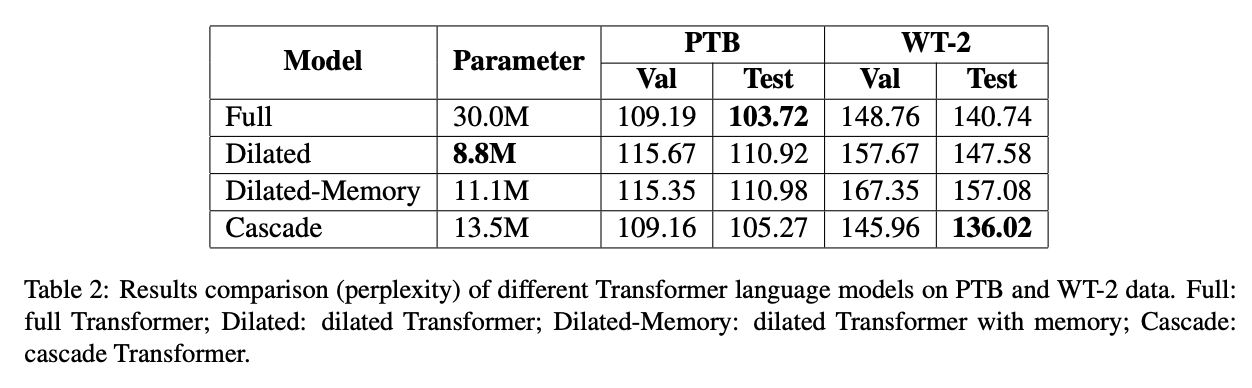 Model Parameter PTB WT-2
Val Test Val Test
Full 30.0M 109.19 103.72 148.76 140.74
Dilated 8.8M 115.67 110.92 157.67 147.58
Dilated-Memory 11.1M 115.35 110.98 167.35 157.08
Cascade 13.5M 109.16 105.27 145.96 136.02
Table 2: Results comparison (perplexity) of different Transformer language models on PTB and WT-2 data. Full:
full Transformer; Dilated: dilated Transformer; Dilated-Memory: dilated Transformer with memory; Cascade:
cascade Transformer.